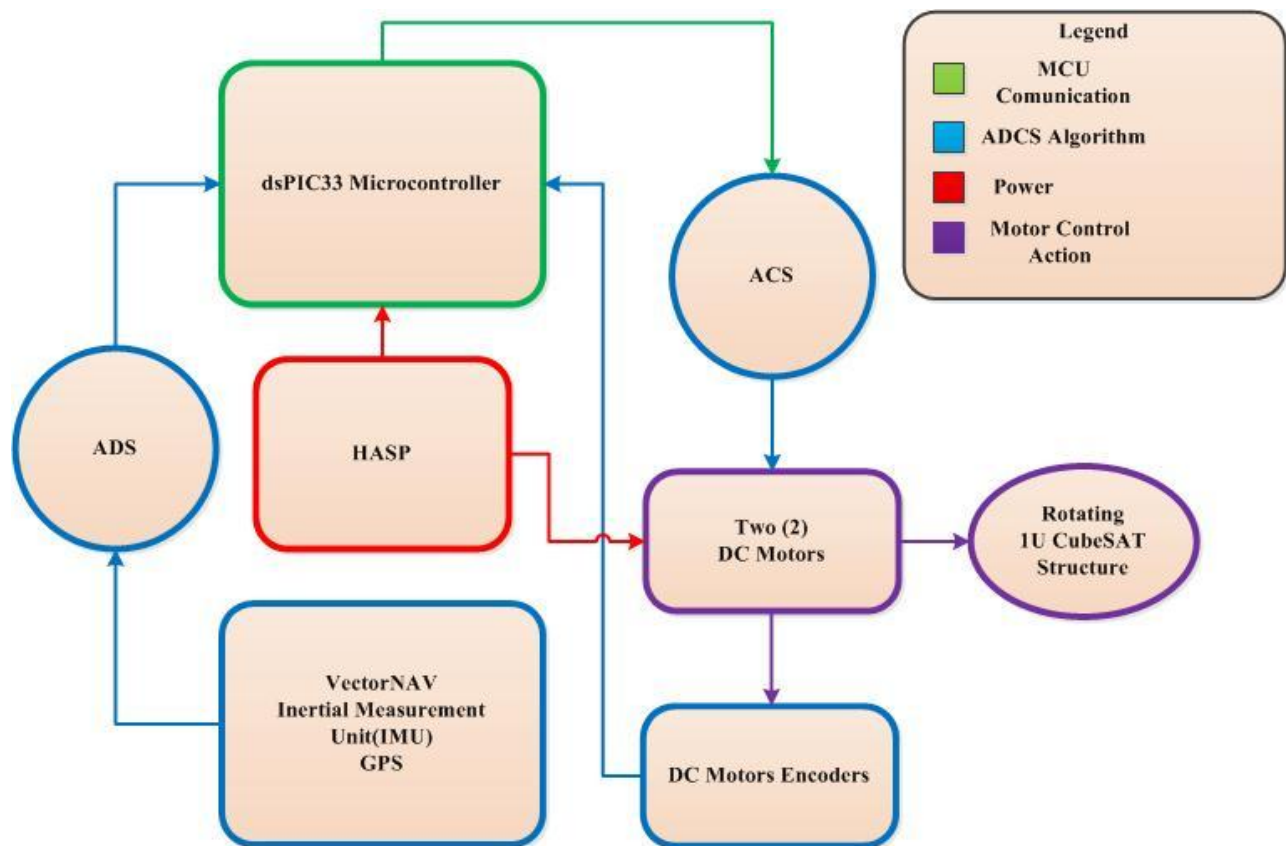 Legend
MCU
Comunication
ADCS Algorithm
Power
Motor Control
Action
dsPIC33 Microcontroller
ACS
ADS
HASP
Two (2)
DC Motors
Rotating
1U CubeSAT
Structure
VectorNAV
Inertial Measurement
Unit(IMU)
GPS
DC Motors Encoders